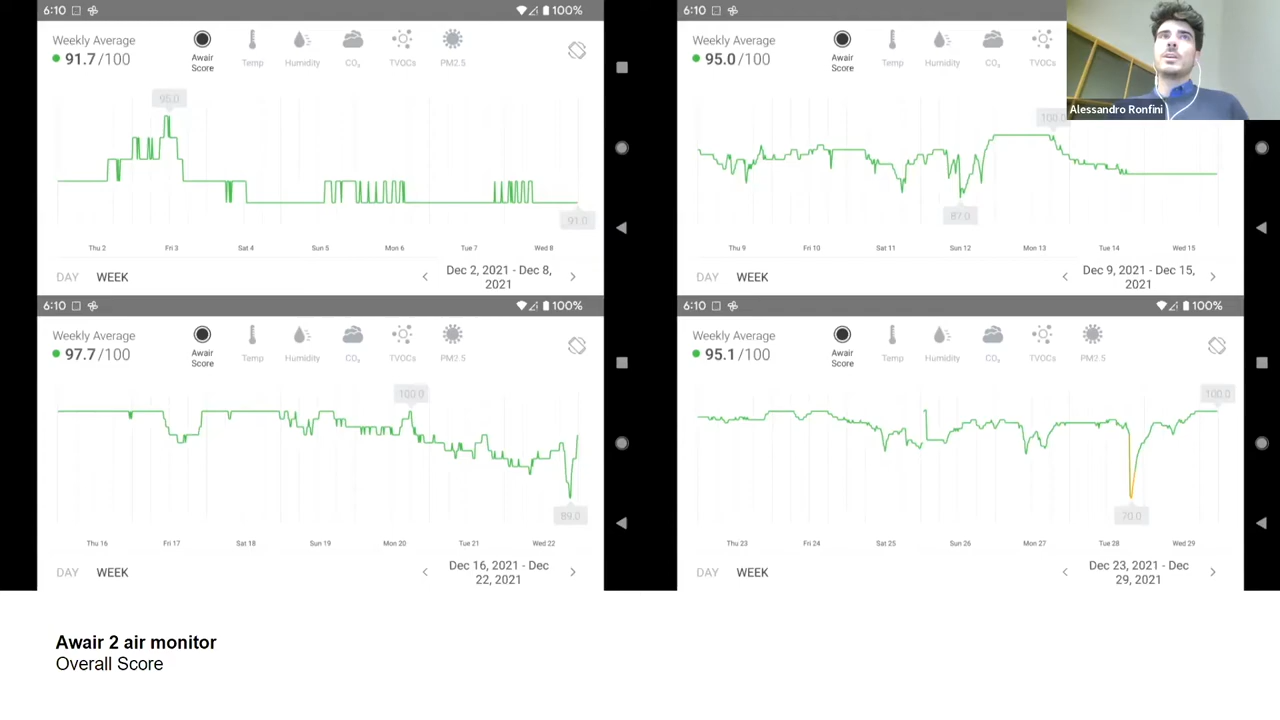 6:10 100%
Weekly Average
91.7/100
Awair Score
Temp
Humidity
CO₂
TVOCs
PM2.5
95.0
91.0
Thu 2 Fri 3 Sat 4 Sun 5 Mon 6 Tue 7 Wed 8
DAY WEEK
< Dec 2, 2021 - Dec 8, >
2021
6:10
Weekly Average
95.0/100
Awair Score
Temp
Humidity
CO₂
TVOCs
Alessandro Ronfini
100.0
87.0
Thu 9 Fri 10 Sat 11 Sun 12 Mon 13 Tue 14 Wed 15
DAY WEEK
< Dec 9, 2021 - Dec 15, >
2021
6:10 100%
Weekly Average
97.7/100
Awair Score
Temp
Humidity
CO₂
TVOCs
PM2.5
100.0
89.0
Thu 16 Fri 17 Sat 18 Sun 19 Mon 20 Tue 21 Wed 22
DAY WEEK
< Dec 16, 2021 - Dec >
22, 2021
6:10 100%
Weekly Average
95.1/100
Awair Score
Temp
Humidity
CO₂
TVOCs
PM2.5
100.0
70.0
Thu 23 Fri 24 Sat 25 Sun 26 Mon 27 Tue 28 Wed 29
DAY WEEK
< Dec 23, 2021 - Dec >
29, 2021
Awair 2 air monitor
Overall Score